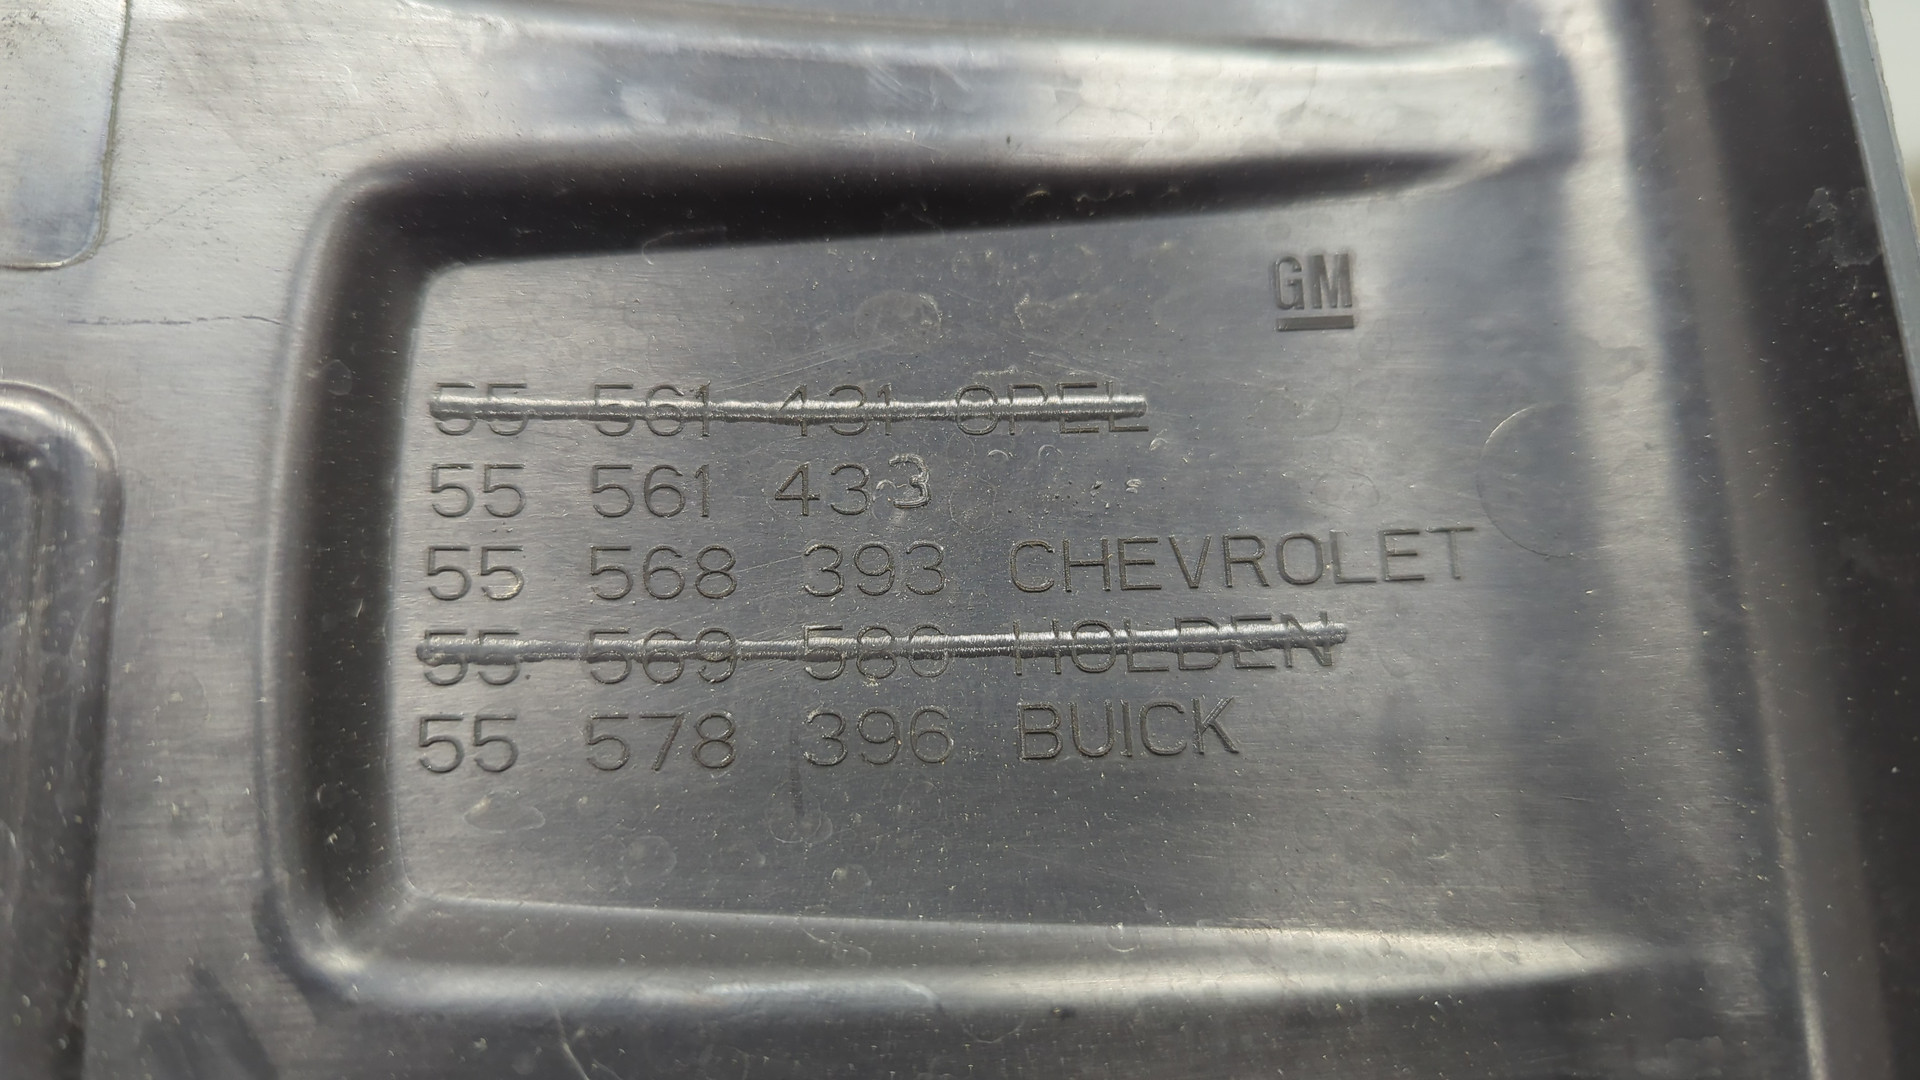 GM
55 561 431 OPEL
55 561 433
55 568 393 CHEVROLET
55 569 580 HOLDEN
55 578 396 BUICK